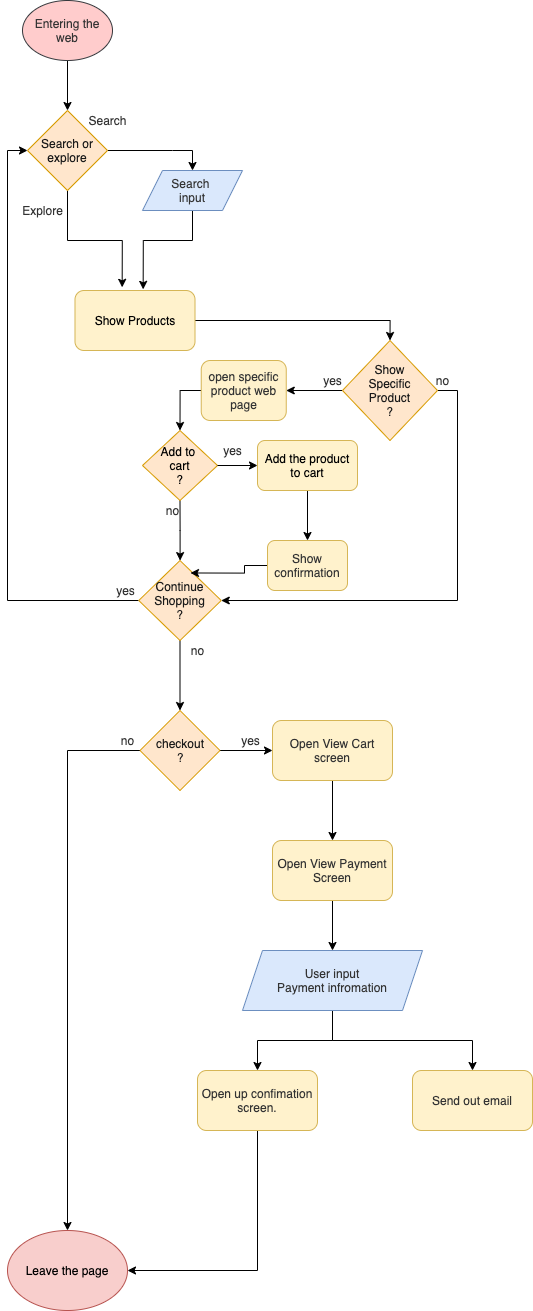 Entering the
web
Search
Search or
explore
Search
input
Explore
Show Products
Show
Specific
Product
?
yes
no
open specific
product web
page
Add to
cart
?
yes
Add the product
to cart
no
Show
confirmation
Continue
Shopping
?
yes
no
checkout
?
no
yes
Open View Cart
screen
Open View Payment
Screen
User input
Payment infromation
Open up confimation
screen.
Send out email
Leave the page